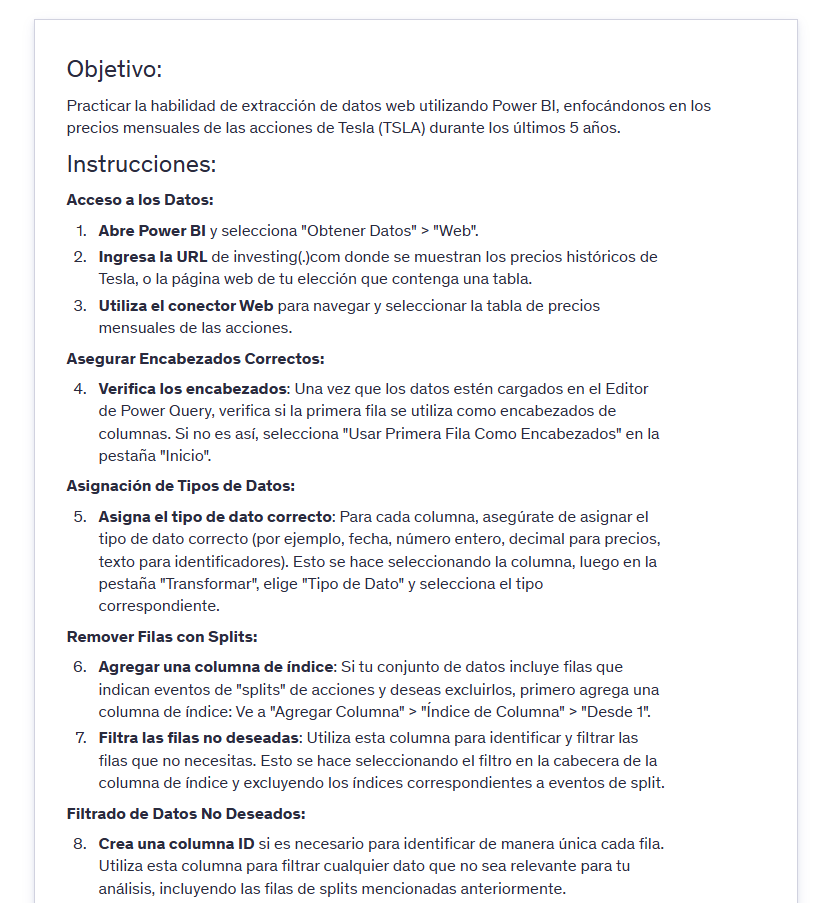 Objetivo:
Practicar la habilidad de extracción de datos web utilizando Power BI, enfocándonos en los
precios mensuales de las acciones de Tesla (TSLA) durante los últimos 5 años.
Instrucciones:
Acceso a los Datos:
1. Abre Power BI y selecciona "Obtener Datos" > "Web".
2. Ingresa la URL de investing(.)com donde se muestran los precios históricos de
Tesla, o la página web de tu elección que contenga una tabla.
3. Utiliza el conector Web para navegar y seleccionar la tabla de precios
mensuales de las acciones.
Asegurar Encabezados Correctos:
4. Verifica los encabezados: Una vez que los datos estén cargados en el Editor
de Power Query, verifica si la primera fila se utiliza como encabezados de
columnas. Si no es así, selecciona "Usar Primera Fila Como Encabezados" en la
pestaña "Inicio".
Asignación de Tipos de Datos:
5. Asigna el tipo de dato correcto: Para cada columna, asegúrate de asignar el
tipo de dato correcto (por ejemplo, fecha, número entero, decimal para precios,
texto para identificadores). Esto se hace seleccionando la columna, luego en la
pestaña "Transformar", elige "Tipo de Dato" y selecciona el tipo
correspondiente.
Remover Filas con Splits:
6. Agregar una columna de índice: Si tu conjunto de datos incluye filas que
indican eventos de "splits" de acciones y deseas excluirlos, primero agrega una
columna de índice: Ve a "Agregar Columna" > "Índice de Columna" > "Desde 1".
7. Filtra las filas no deseadas: Utiliza esta columna para identificar y filtrar las
filas que no necesitas. Esto se hace seleccionando el filtro en la cabecera de la
columna de índice y excluyendo los índices correspondientes a eventos de split.
Filtrado de Datos No Deseados:
8. Crea una columna ID si es necesario para identificar de manera única cada fila.
Utiliza esta columna para filtrar cualquier dato que no sea relevante para tu
análisis, incluyendo las filas de splits mencionadas anteriormente.